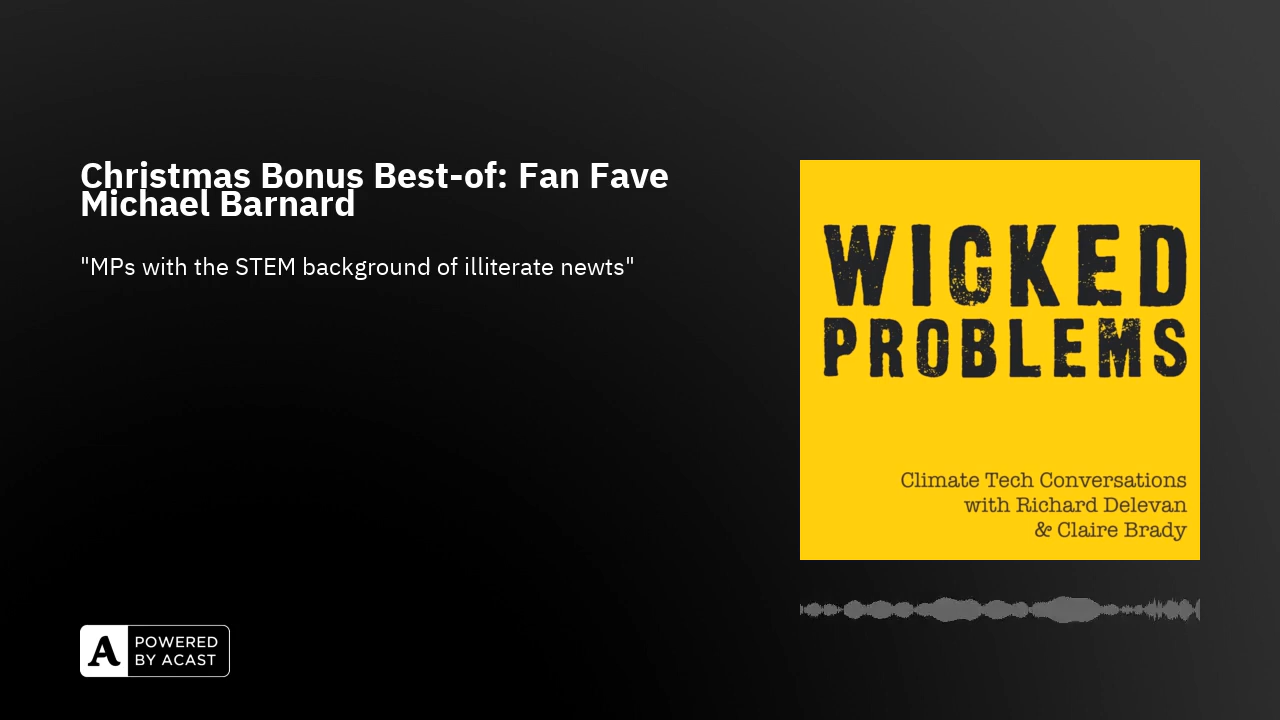 Christmas Bonus Best-of: Fan Fave
Michael Barnard
"MPs with the STEM background of illiterate newts"
WICKED
PROBLEMS
Climate Tech Conversations
with Richard Delevan
& Claire Brady
A
POWERED
BY ACAST